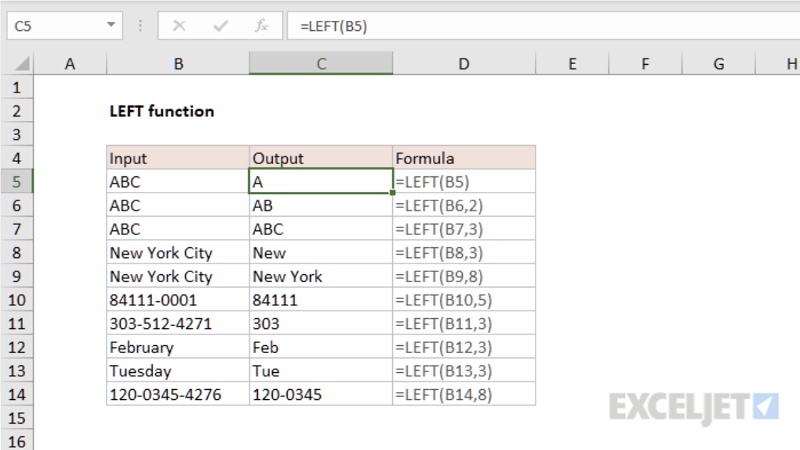 C5 =LEFT(B5)
A B C D E F G H
1
2 LEFT function
3
4 Input Output Formula
5 ABC A =LEFT(B5)
6 ABC AB =LEFT(B6,2)
7 ABC ABC =LEFT(B7,3)
8 New York City New =LEFT(B8,3)
9 New York City New York =LEFT(B9,8)
10 84111-0001 84111 =LEFT(B10,5)
11 303-512-4271 303 =LEFT(B11,3)
12 February Feb =LEFT(B12,3)
13 Tuesday Tue =LEFT(B13,3)
14 120-0345-4276 120-0345 =LEFT(B14,8)
15
16
EXCELJET